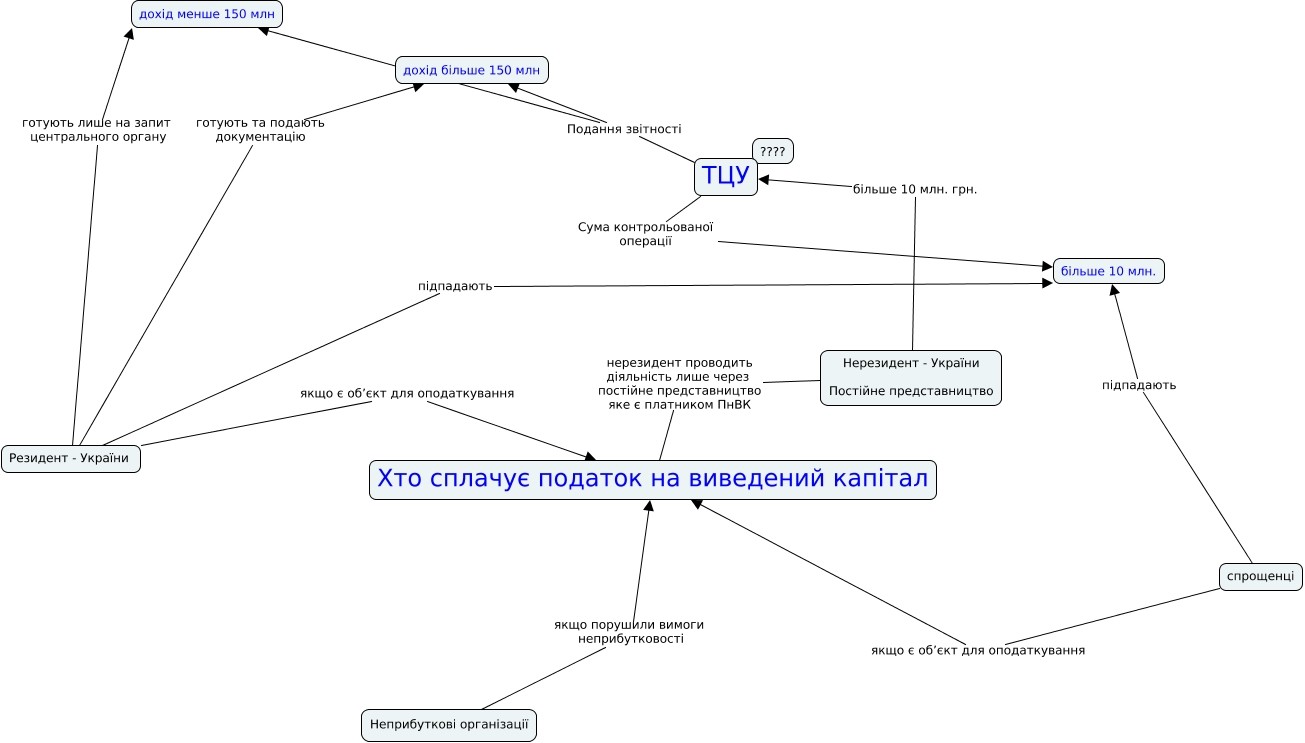 дохід менше 150 млн
дохід більше 150 млн
готують лише на запит
центрального органу
готують та подають
документацію
Подання звітності
????
ТЦУ
більше 10 млн. грн.
Сума контрольованої
операції
більше 10 млн.
підпадають
Нерезидент - України
Постійне представництво
нерезидент проводить
діяльність лише через
постійне представництво
яке є платником ПнВК
підпадають
якщо є об’єкт для оподаткування
Резидент - України
Хто сплачує податок на виведений капітал
спрощенці
якщо порушили вимоги
неприбутковості
якщо є об’єкт для оподаткування
Неприбуткові організації